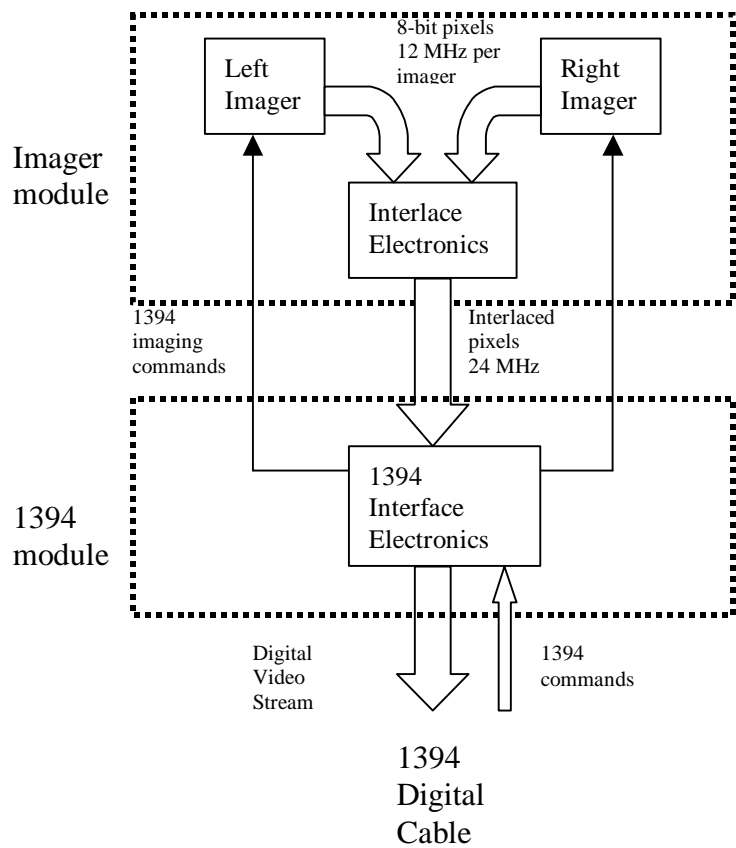 8-bit pixels
12 MHz per
imager
Left
Imager
Right
Imager
Imager
module
Interlace
Electronics
1394
imaging
commands
Interlaced
pixels
24 MHz
1394
module
1394
Interface
Electronics
Digital
Video
Stream
1394
commands
1394
Digital
Cable